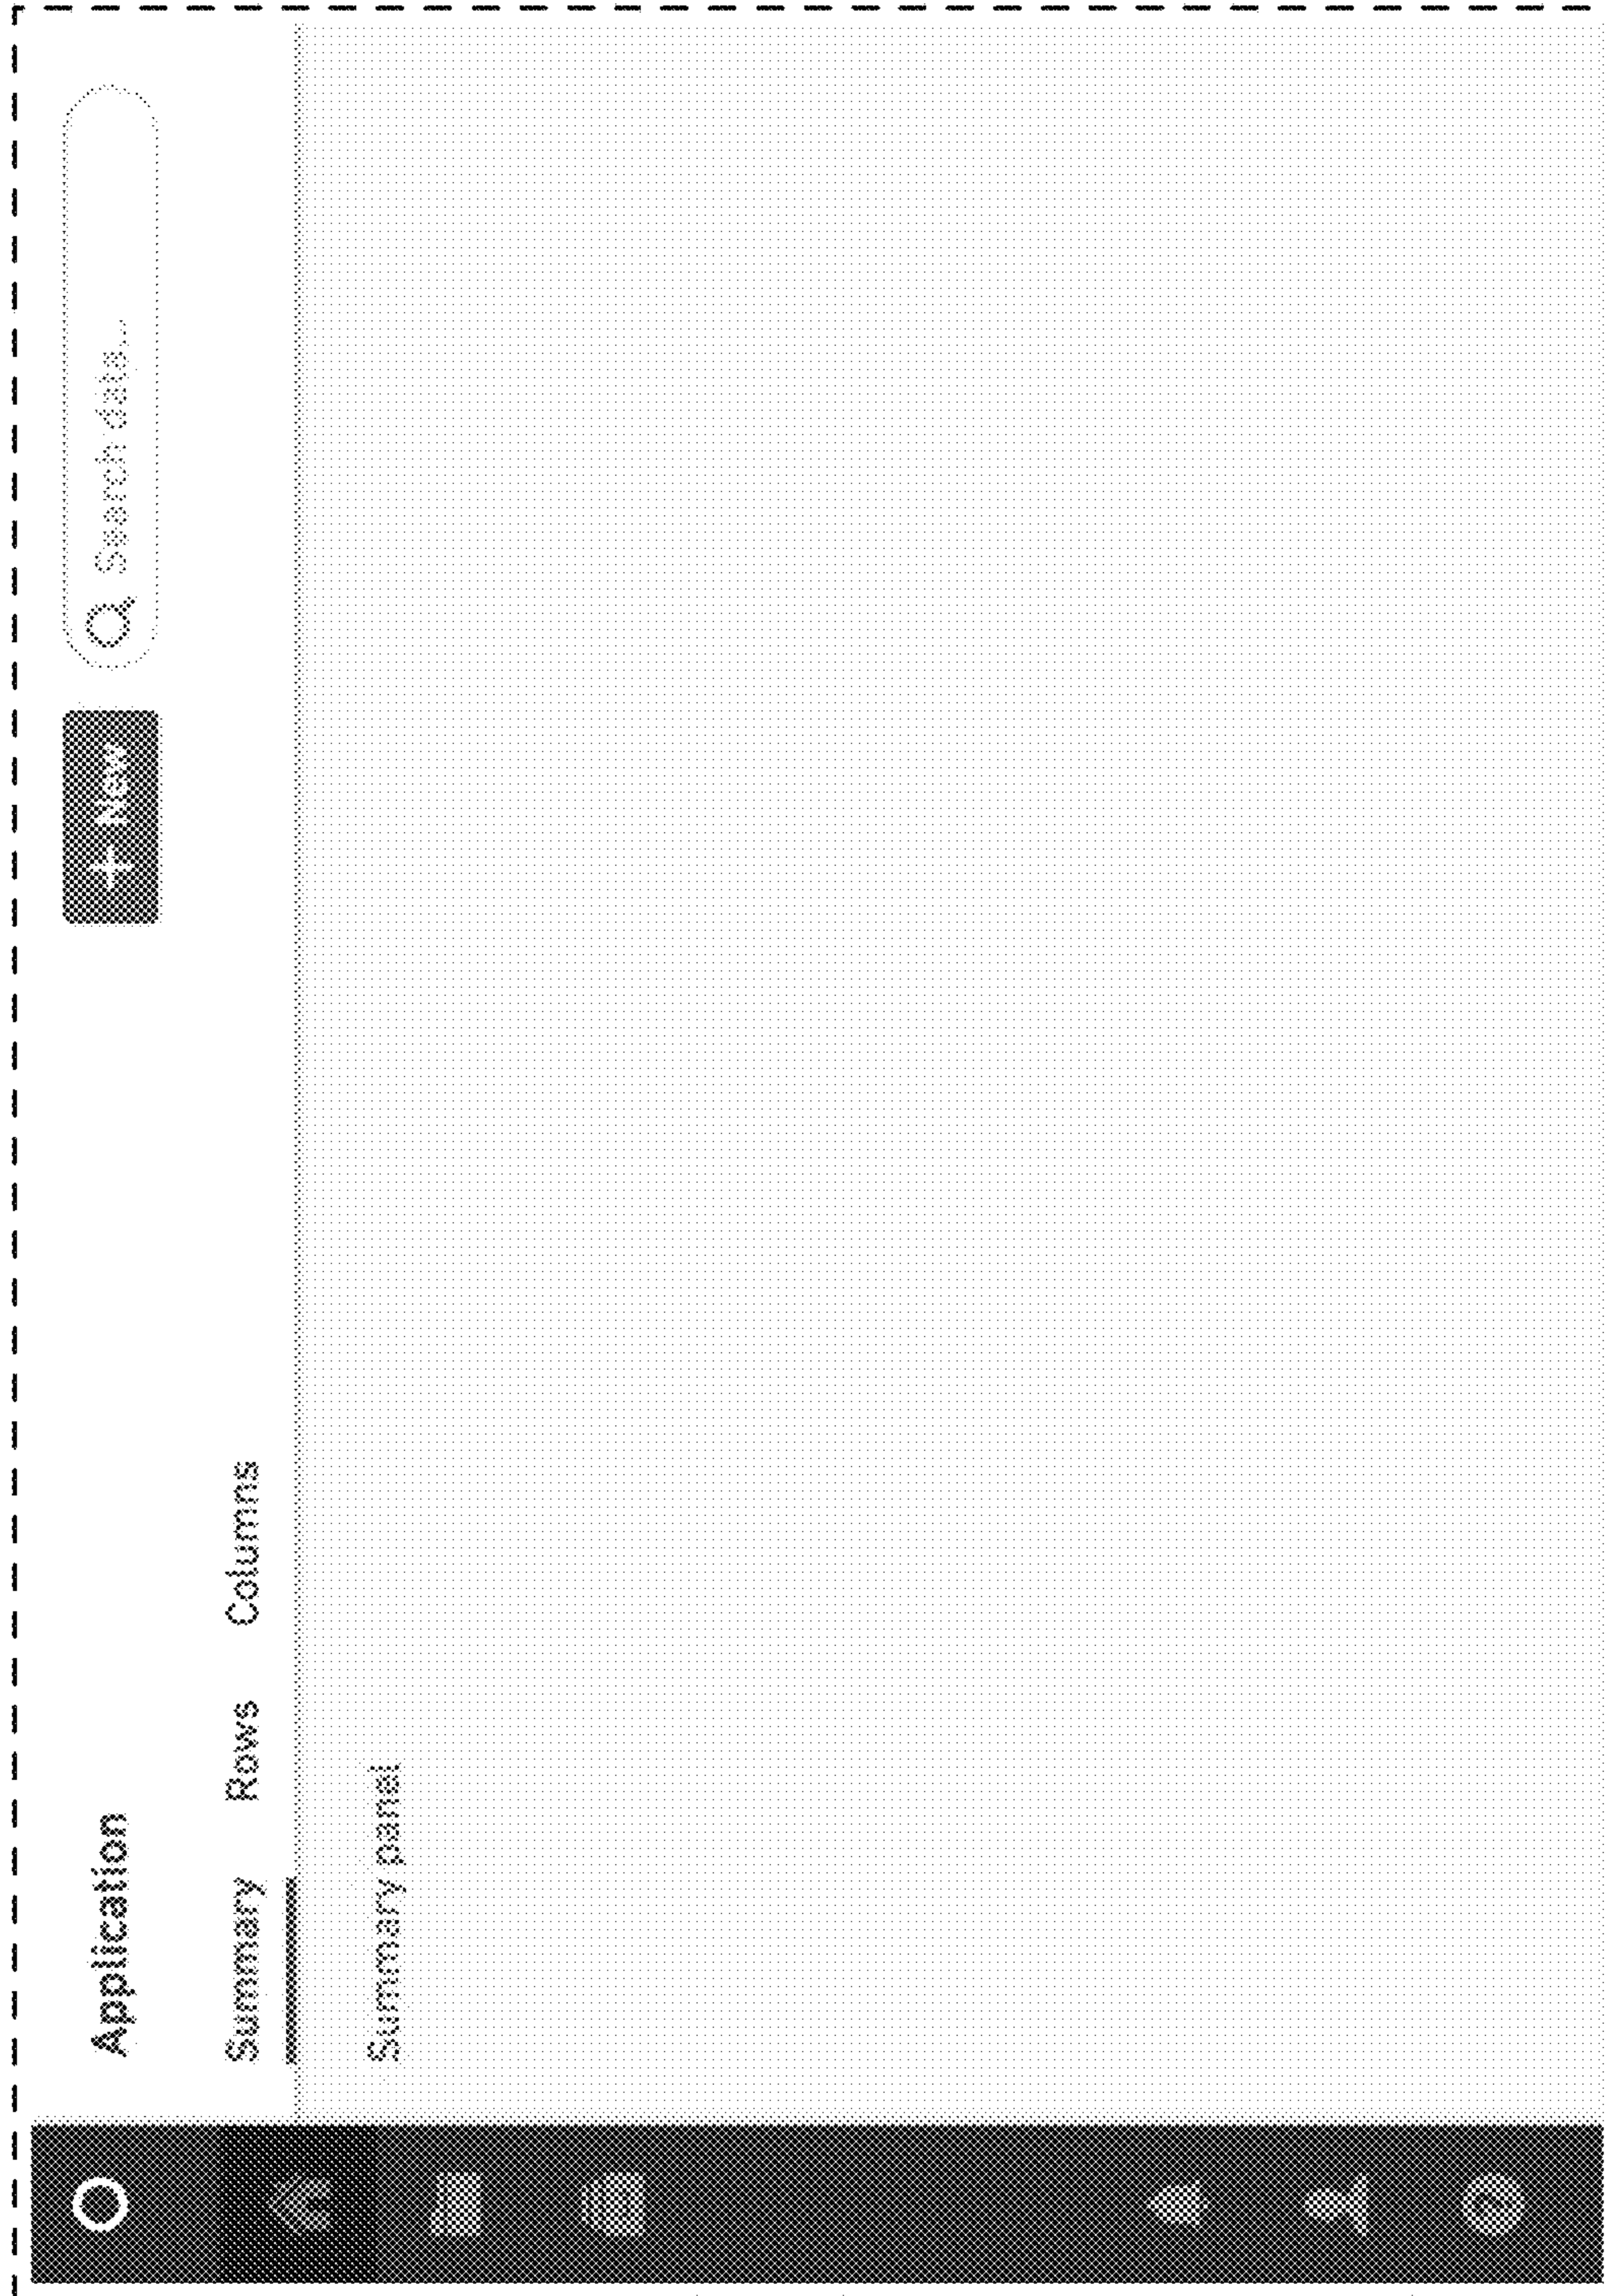 Application
+ New
Search data...
Summary
Rows
Columns
Summary panel
?